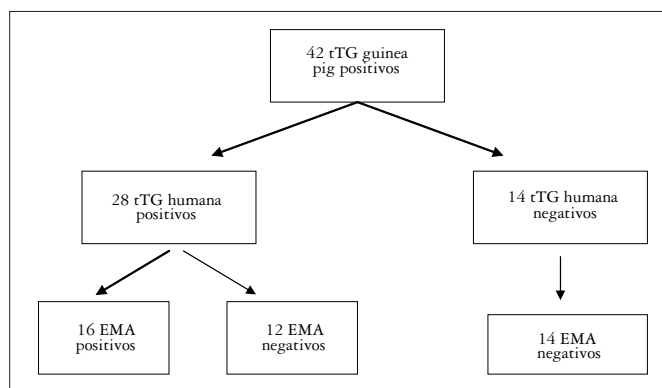 42 tTG guinea
pig positivos
28 tTG humana
positivos
14 tTG humana
negativos
16 EMA
positivos
12 EMA
negativos
14 EMA
negativos